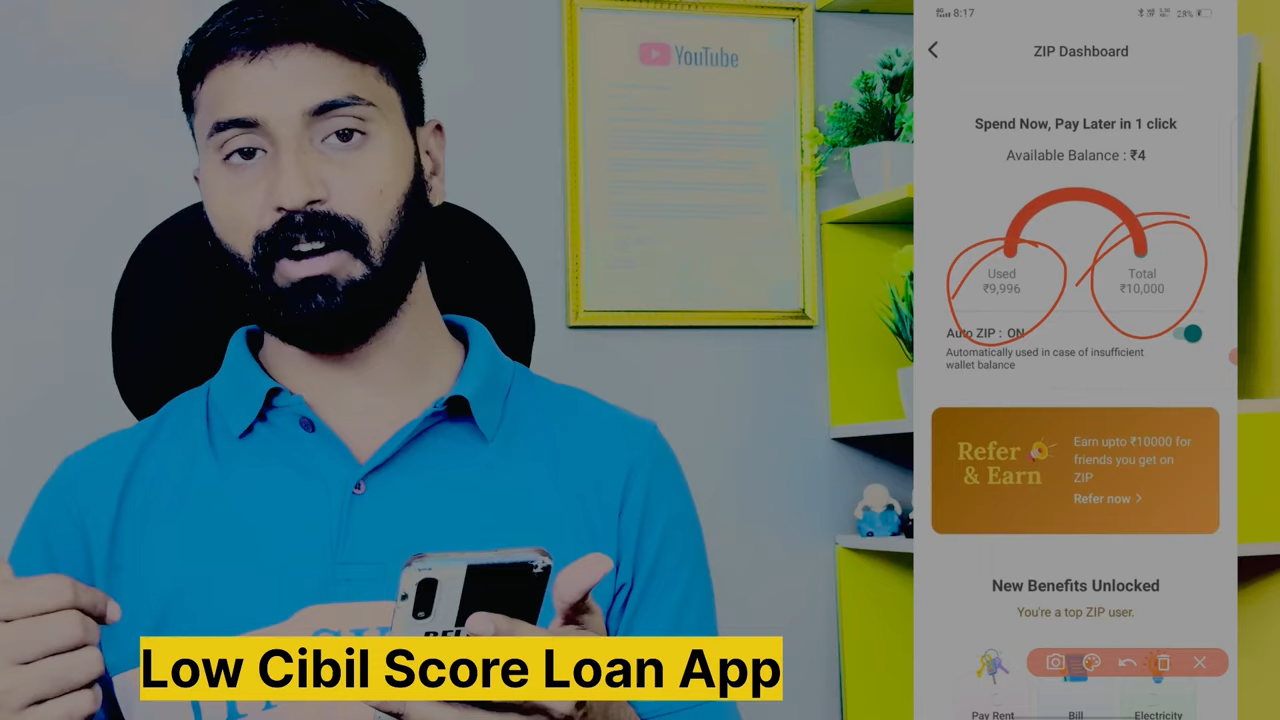 YouTube
Low Cibil Score Loan App
8:17
28%
ZIP Dashboard
Spend Now, Pay Later in 1 click
Available Balance : ₹4
Used
₹9,996
Total
₹10,000
Auto ZIP : ON
Automatically used in case of insufficient
wallet balance
Refer
& Earn
Earn upto ₹10000 for
friends you get on
ZIP
Refer now >
New Benefits Unlocked
You're a top ZIP user.
Pay Rent
Bill
Electricity